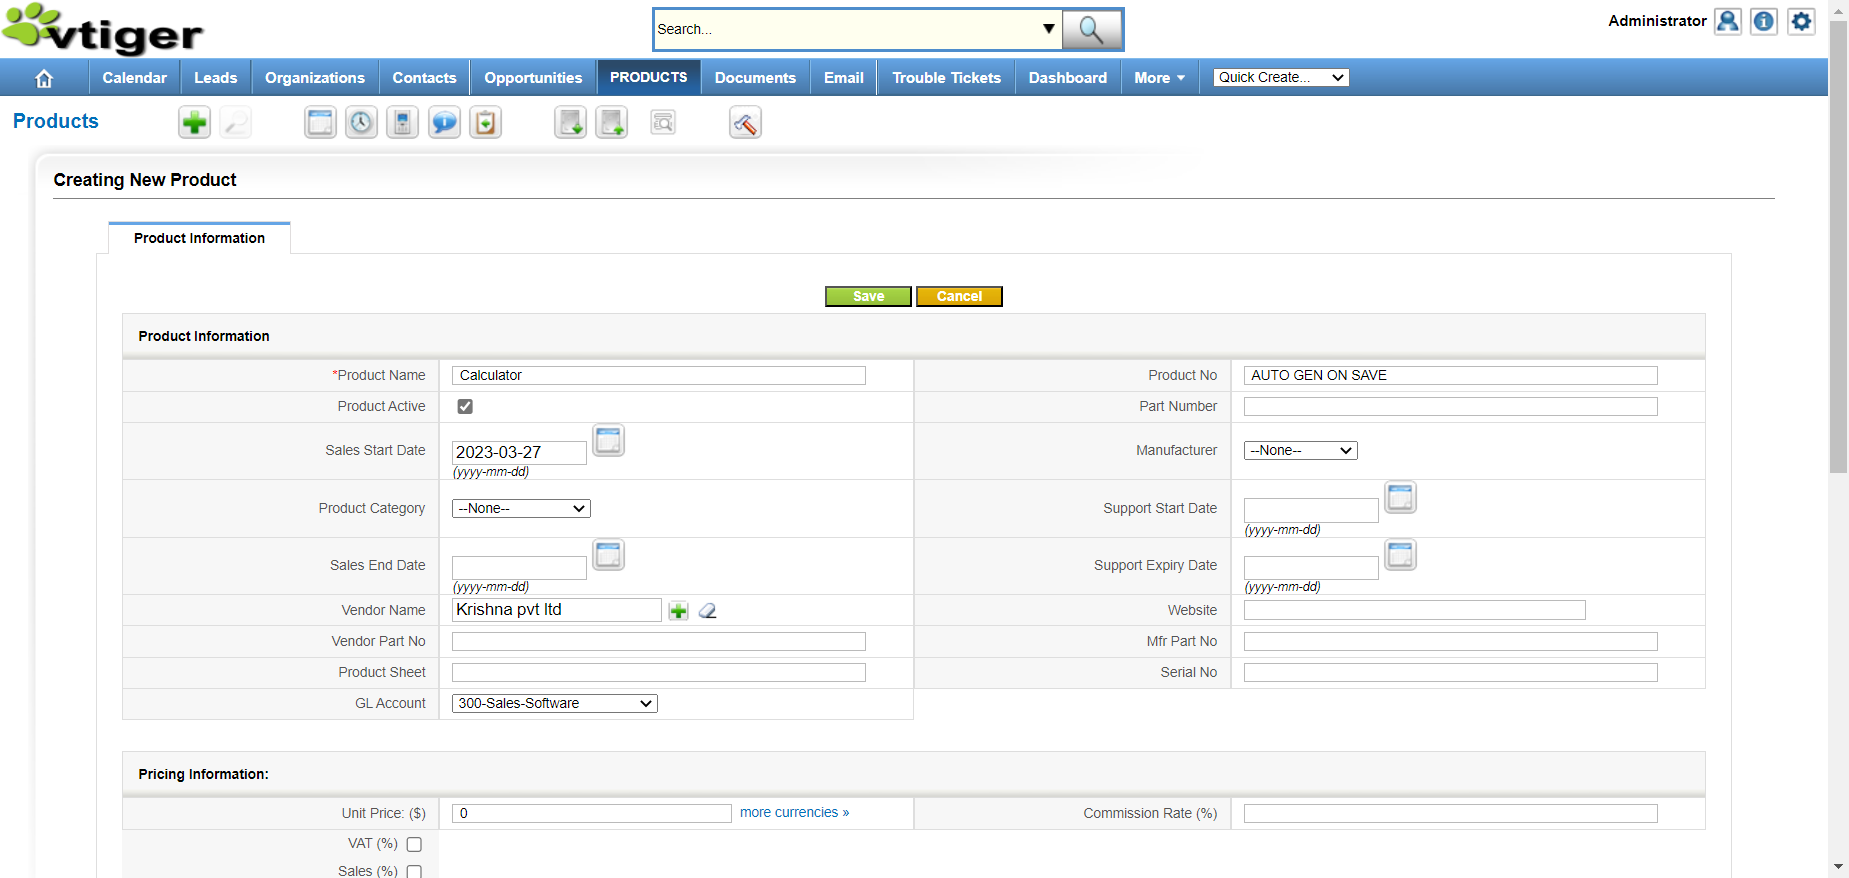 vtiger
Search...
Administrator
Calendar Leads Organizations Contacts Opportunities PRODUCTS Documents Email Trouble Tickets Dashboard More Quick Create...
Products
Creating New Product
Product Information
Save Cancel
Product Information
*Product Name Calculator Product No AUTO GEN ON SAVE
Product Active Part Number
Sales Start Date 2023-03-27 (yyyy-mm-dd) Manufacturer --None--
Product Category --None-- Support Start Date (yyyy-mm-dd)
Sales End Date (yyyy-mm-dd) Support Expiry Date (yyyy-mm-dd)
Vendor Name Krishna pvt ltd Website
Vendor Part No Mfr Part No
Product Sheet Serial No
GL Account 300-Sales-Software
Pricing Information:
Unit Price: ($) 0 more currencies » Commission Rate (%)
VAT (%)
Sales (%)